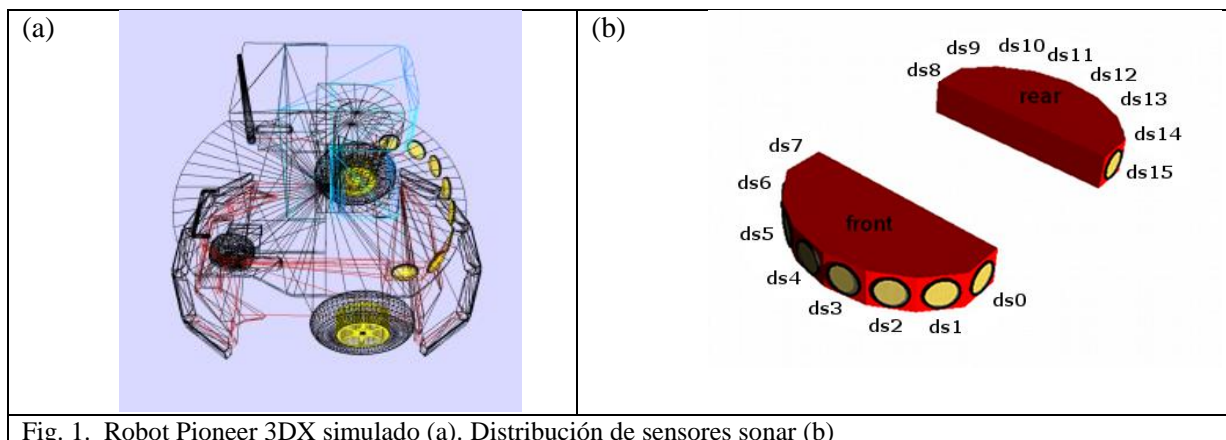 (a)
(b)
ds8
ds9
ds10
ds11
ds12
ds13
ds14
ds15
rear
ds7
ds6
ds5
ds4
ds3
ds2
ds1
ds0
front
Fig. 1. Robot Pioneer 3DX simulado (a). Distribución de sensores sonar (b)